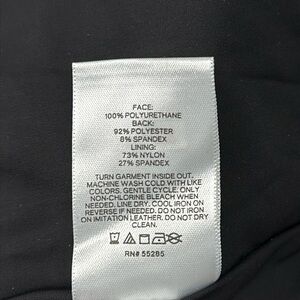 FACE:
100% POLYURETHANE
BACK:
92% POLYESTER
8% SPANDEX
LINING:
73% NYLON
27% SPANDEX
TURN GARMENT INSIDE OUT.
MACHINE WASH COLD WITH LIKE
COLORS. GENTLE CYCLE. ONLY
NON-CHLORINE BLEACH WHEN
NEEDED. LINE DRY. COOL IRON ON
REVERSE IF NEEDED. DO NOT IRON
ON IMITATION LEATHER. DO NOT DRY
CLEAN.
RN# 55285